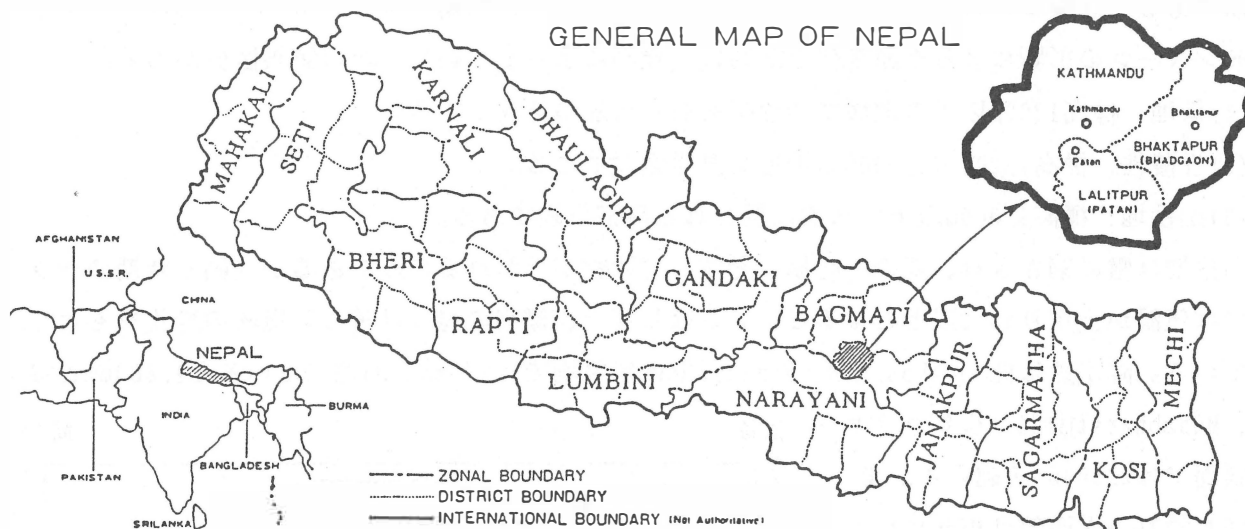 GENERAL MAP OF NEPAL
KATHMANDU
Kathmandu
Bhaktapur
Patan
BHAKTAPUR
(BHADGAON)
LALITPUR
(PATAN)
MAHAKALI
SETI
KARNALI
DHAULAGIRI
BHERI
RAPTI
GANDAKI
LUMBINI
BAGMATI
NARAYANI
JANAKPUR
SAGARMATHA
KOSI
MECHI
AFGHANISTAN
U.S.S.R.
CHINA
NEPAL
INDIA
BURMA
BANGLADESH
PAKISTAN
SRILANKA
ZONAL BOUNDARY
DISTRICT BOUNDARY
INTERNATIONAL BOUNDARY (Not Authoritative)